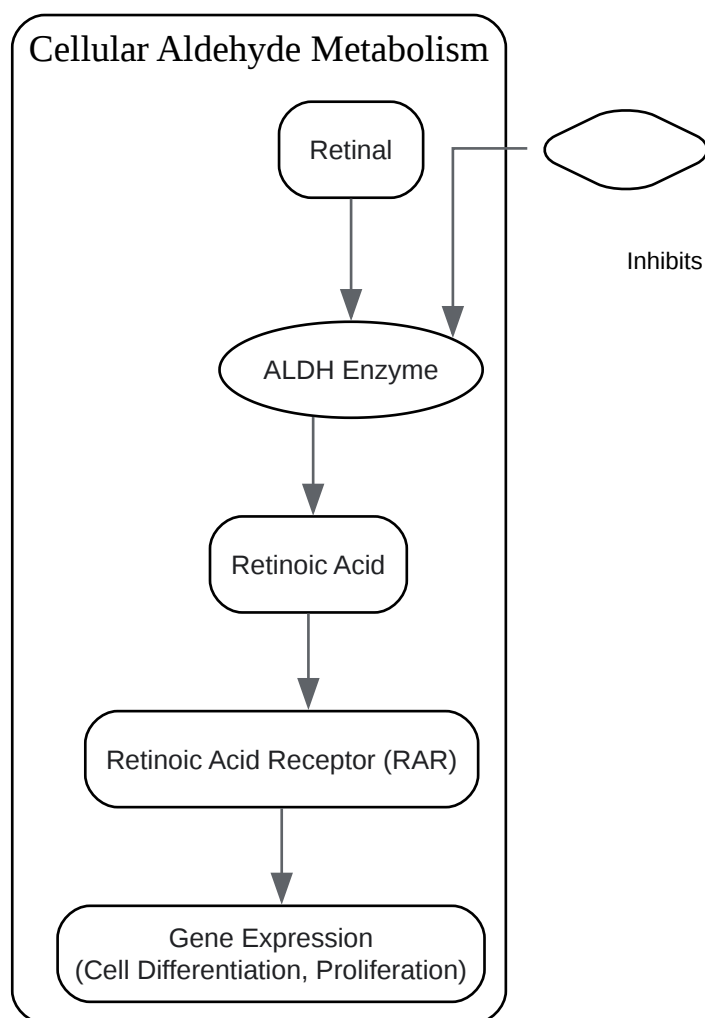 Cellular Aldehyde Metabolism
Retinal
Inhibits
ALDH Enzyme
Retinoic Acid
Retinoic Acid Receptor (RAR)
Gene Expression
(Cell Differentiation, Proliferation)